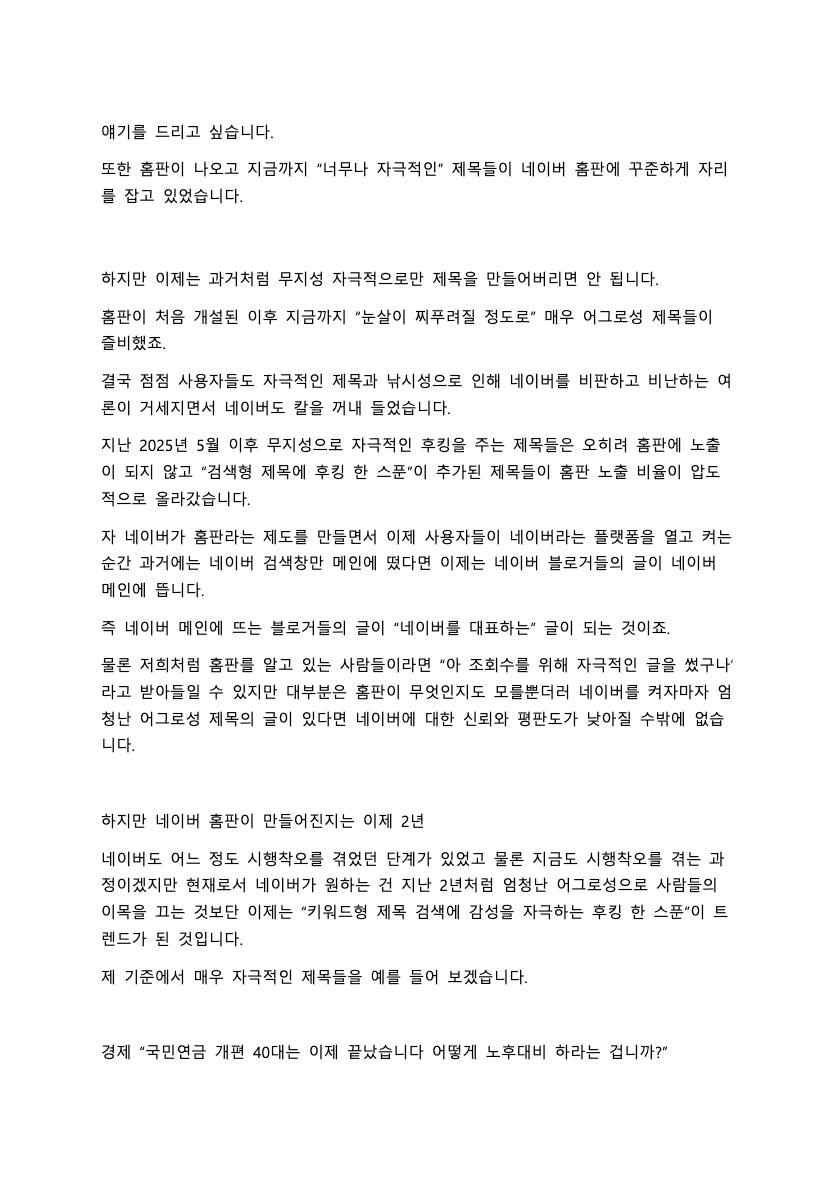 얘기를 드리고 싶습니다.
또한 홈판이 나오고 지금까지 “너무나 자극적인” 제목들이 네이버 홈판에 꾸준하게 자리
를 잡고 있었습니다.
하지만 이제는 과거처럼 무지성 자극적으로만 제목을 만들어버리면 안 됩니다.
홈판이 처음 개설된 이후 지금까지 “눈살이 찌푸려질 정도로” 매우 어그로성 제목들이
즐비했죠.
결국 점점 사용자들도 자극적인 제목과 낚시성으로 인해 네이버를 비판하고 비난하는 여
론이 거세지면서 네이버도 칼을 꺼내 들었습니다.
지난 2025년 5월 이후 무지성으로 자극적인 후킹을 주는 제목들은 오히려 홈판에 노출
이 되지 않고 “검색형 제목에 후킹 한 스푼”이 추가된 제목들이 홈판 노출 비율이 압도
적으로 올라갔습니다.
자 네이버가 홈판라는 제도를 만들면서 이제 사용자들이 네이버라는 플랫폼을 열고 켜는
순간 과거에는 네이버 검색창만 메인에 떴다면 이제는 네이버 블로거들의 글이 네이버
메인에 뜹니다.
즉 네이버 메인에 뜨는 블로거들의 글이 “네이버를 대표하는” 글이 되는 것이죠.
물론 저희처럼 홈판를 알고 있는 사람들이라면 “아 조회수를 위해 자극적인 글을 썼구나’
라고 받아들일 수 있지만 대부분은 홈판이 무엇인지도 모를뿐더러 네이버를 켜자마자 엄
청난 어그로성 제목의 글이 있다면 네이버에 대한 신뢰와 평판도가 낮아질 수밖에 없습
니다.
하지만 네이버 홈판이 만들어진지는 이제 2년
네이버도 어느 정도 시행착오를 겪었던 단계가 있었고 물론 지금도 시행착오를 겪는 과
정이겠지만 현재로서 네이버가 원하는 건 지난 2년처럼 엄청난 어그로성으로 사람들의
이목을 끄는 것보단 이제는 “키워드형 제목 검색에 감성을 자극하는 후킹 한 스푼”이 트
렌드가 된 것입니다.
제 기준에서 매우 자극적인 제목들을 예를 들어 보겠습니다.
경제 “국민연금 개편 40대는 이제 끝났습니다 어떻게 노후대비 하라는 겁니까?”